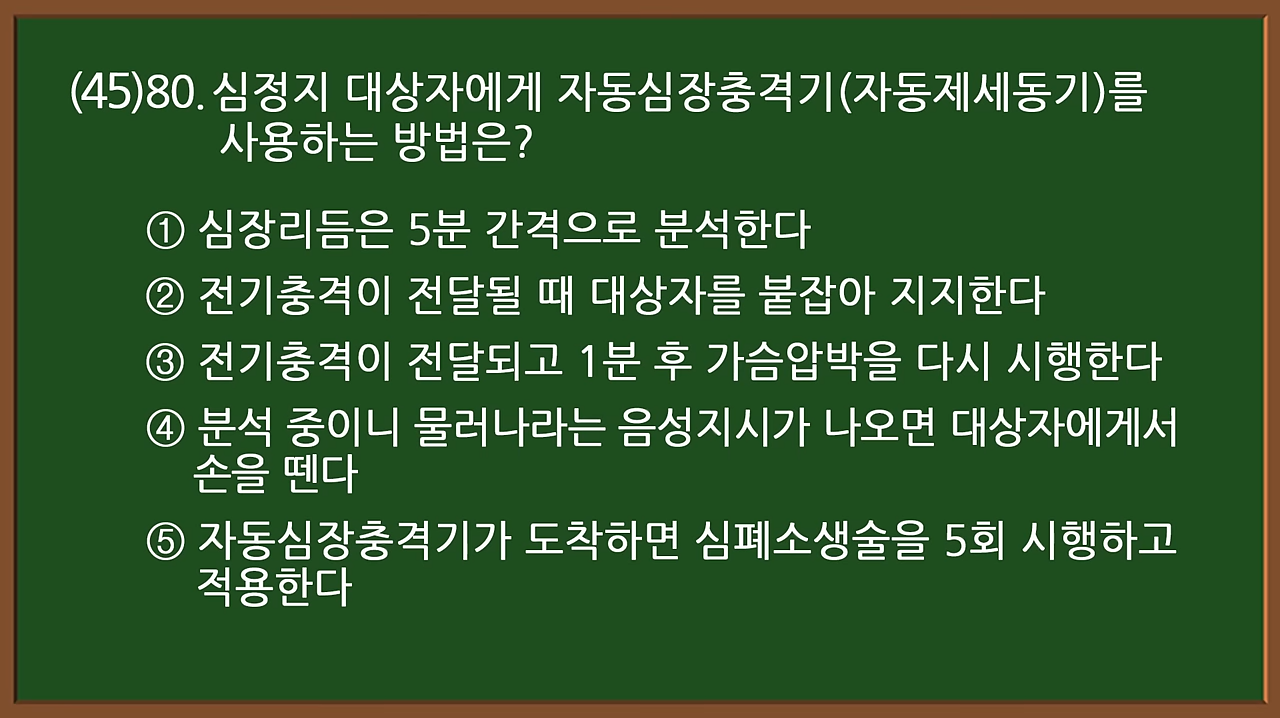 (45)80. 심정지 대상자에게 자동심장충격기(자동제세동기)를
사용하는 방법은?
① 심장리듬은 5분 간격으로 분석한다
② 전기충격이 전달될 때 대상자를 붙잡아 지지한다
③ 전기충격이 전달되고 1분 후 가슴압박을 다시 시행한다
④ 분석 중이니 물러나라는 음성지시가 나오면 대상자에게서
손을 뗀다
⑤ 자동심장충격기가 도착하면 심폐소생술을 5회 시행하고
적용한다